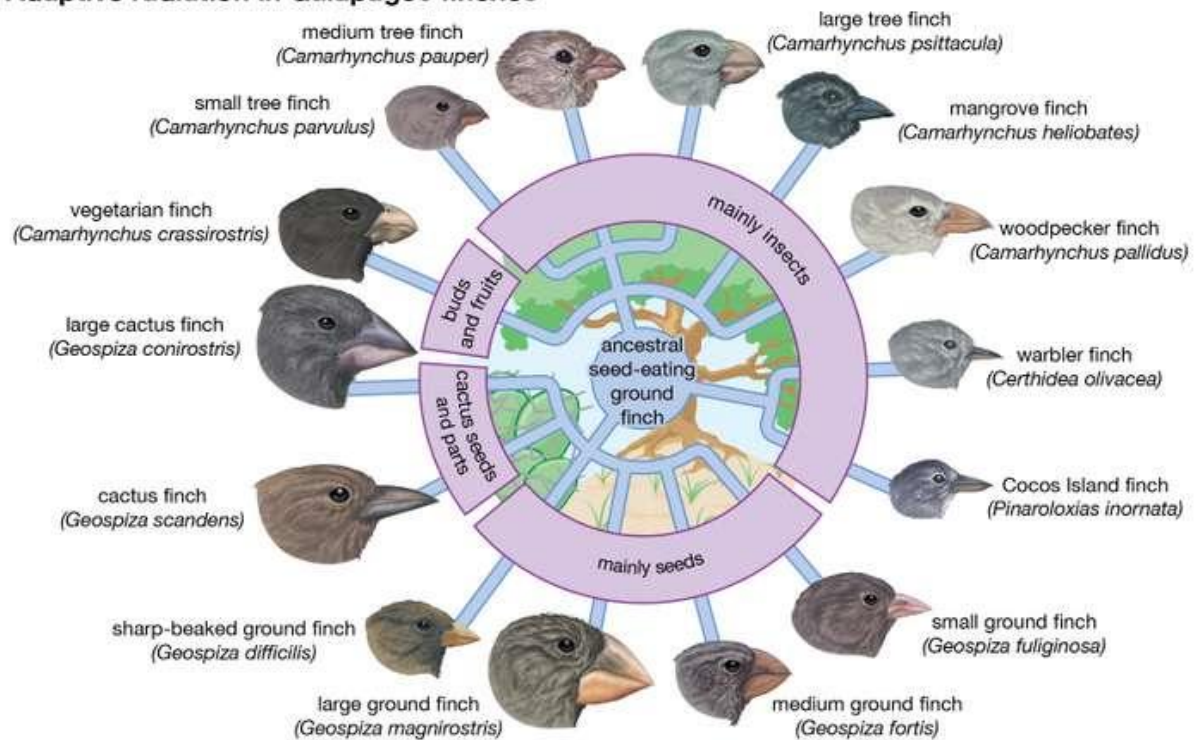 medium tree finch
(Camarhynchus pauper)
large tree finch
(Camarhynchus psittacula)
small tree finch
(Camarhynchus parvulus)
mangrove finch
(Camarhynchus heliobates)
vegetarian finch
(Camarhynchus crassirostris)
woodpecker finch
(Camarhynchus pallidus)
large cactus finch
(Geospiza conirostris)
warbler finch
(Certhidea olivacea)
cactus finch
(Geospiza scandens)
Cocos Island finch
(Pinaroloxias inornata)
sharp-beaked ground finch
(Geospiza difficilis)
small ground finch
(Geospiza fuliginosa)
large ground finch
(Geospiza magnirostris)
medium ground finch
(Geospiza fortis)
mainly insects
buds
and fruits
cactus seeds
and parts
mainly seeds
ancestral
seed-eating
ground
finch